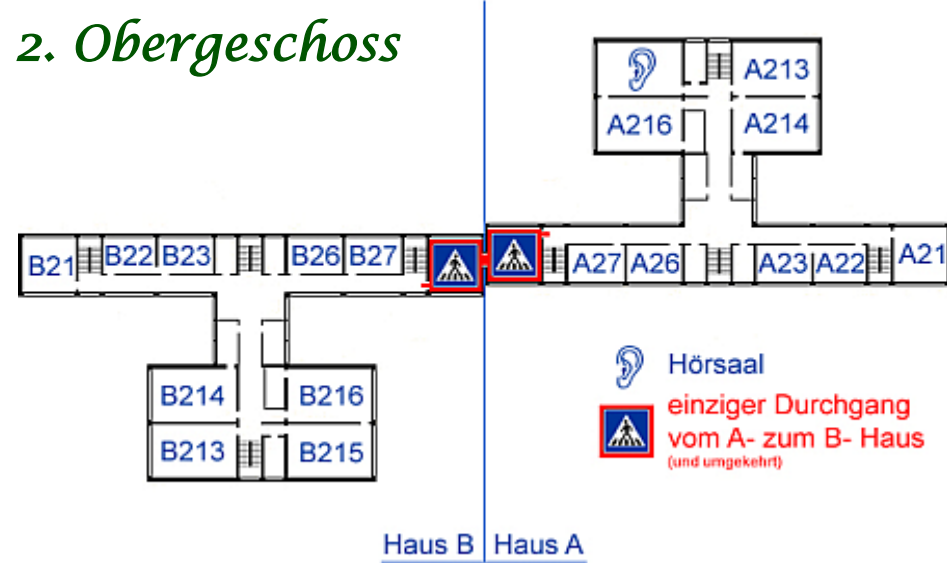 2. Obergeschoss
A213
A216
A214
B21
B22
B23
B26
B27
A27
A26
A23
A22
A21
B214
B216
B213
B215
Hörsaal
einziger Durchgang
vom A- zum B- Haus
(und umgekehrt)
Haus B
Haus A